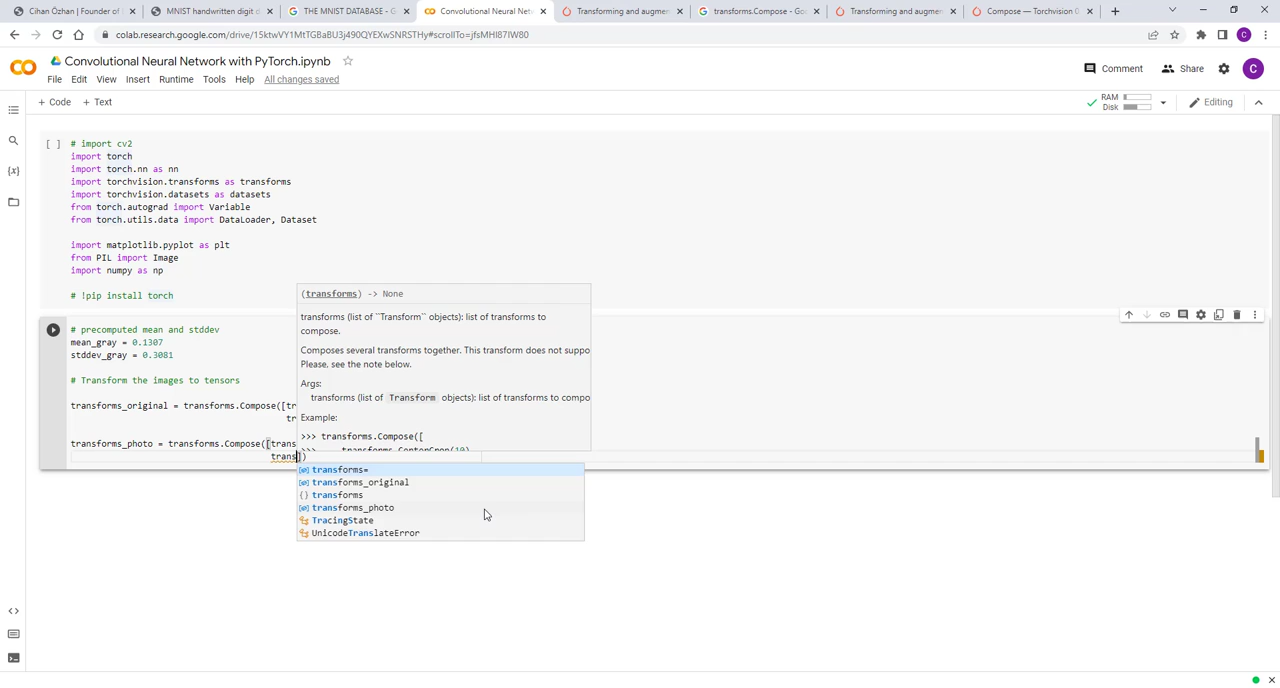 Cihan Özhan | Founder of
MNIST handwritten digit d
THE MNIST DATABASE - G
Convolutional Neural Netw
Transforming and augmen
transforms.Compose - Goo
Transforming and augmen
Compose — Torchvision 0
colab.research.google.com/drive/15ktwVY1MtTGBaBU3j490QYEXwSNRSTHy#scrollTo=jfsMHI87IW80
Convolutional Neural Network with PyTorch.ipynb
File Edit View Insert Runtime Tools Help All changes saved
Comment
Share
C
+ Code + Text
RAM
Disk
Editing
[ ]
# import cv2
import torch
import torch.nn as nn
import torchvision.transforms as transforms
import torchvision.datasets as datasets
from torch.autograd import Variable
from torch.utils.data import DataLoader, Dataset
import matplotlib.pyplot as plt
from PIL import Image
import numpy as np
# !pip install torch
# precomputed mean and stddev
mean_gray = 0.1307
stddev_gray = 0.3081
# Transform the images to tensors
transforms_original = transforms.Compose([tr
tr
transforms_photo = transforms.Compose([trans
trans])
(transforms) -> None
transforms (list of ``Transform`` objects): list of transforms to
compose.
Composes several transforms together. This transform does not suppo
Please, see the note below.
Args:
transforms (list of Transform objects): list of transforms to compo
Example:
>>> transforms.Compose([
>>> transforms.CenterCrop(10)
transforms=
transforms_original
transforms
transforms_photo
TracingState
UnicodeTranslateError